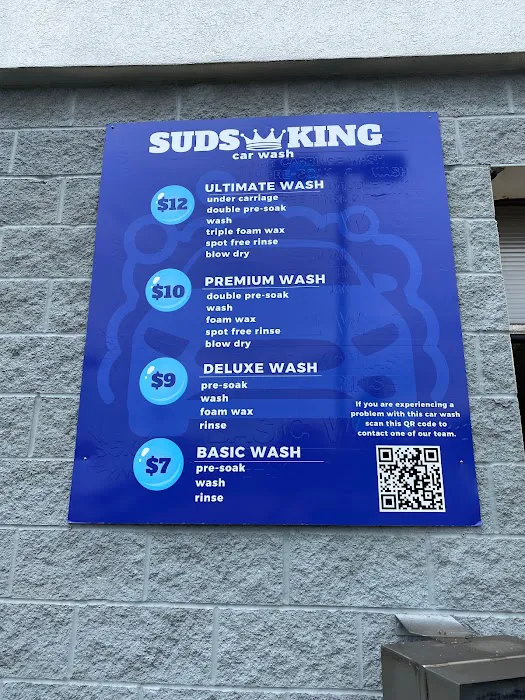 SUDS KING
car wash
$12
ULTIMATE WASH
under carriage
double pre-soak
wash
triple foam wax
spot free rinse
blow dry
$10
PREMIUM WASH
double pre-soak
wash
foam wax
spot free rinse
blow dry
$9
DELUXE WASH
pre-soak
wash
foam wax
rinse
$7
BASIC WASH
pre-soak
wash
rinse
If you are experiencing a
problem with this car wash
scan this QR code to
contact one of our team.